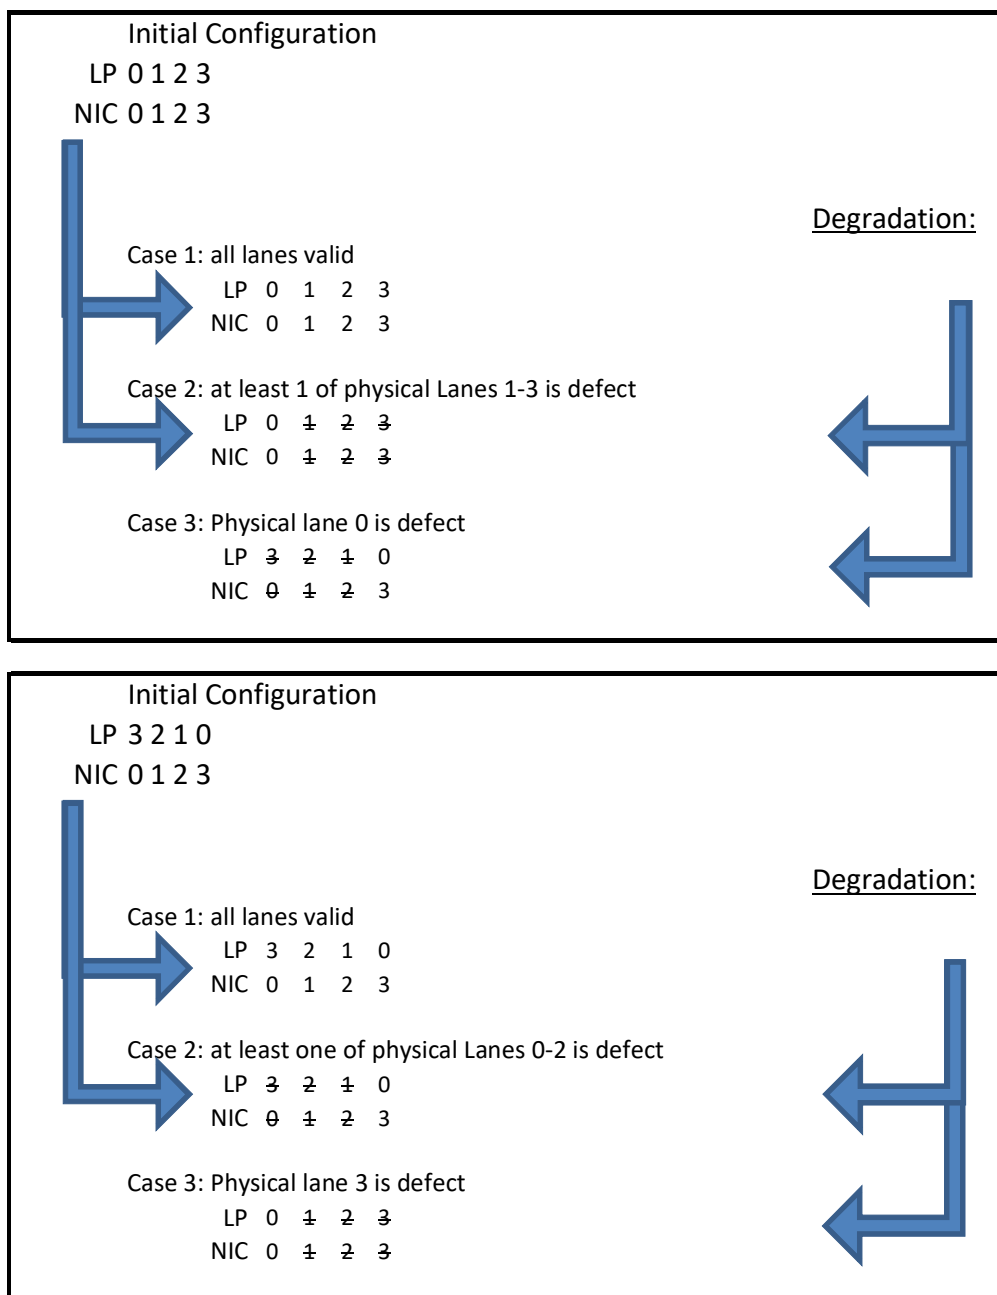 Initial Configuration
LP 0 1 2 3
NIC 0 1 2 3
Degradation:
Case 1: all lanes valid
LP 0 1 2 3
NIC 0 1 2 3
Case 2: at least 1 of physical Lanes 1-3 is defect
LP 0 1 2 3
NIC 0 1 2 3
Case 3: Physical lane 0 is defect
LP 3 2 1 0
NIC 0 1 2 3
Initial Configuration
LP 3 2 1 0
NIC 0 1 2 3
Degradation:
Case 1: all lanes valid
LP 3 2 1 0
NIC 0 1 2 3
Case 2: at least one of physical Lanes 0-2 is defect
LP 3 2 1 0
NIC 0 1 2 3
Case 3: Physical lane 3 is defect
LP 0 1 2 3
NIC 0 1 2 3